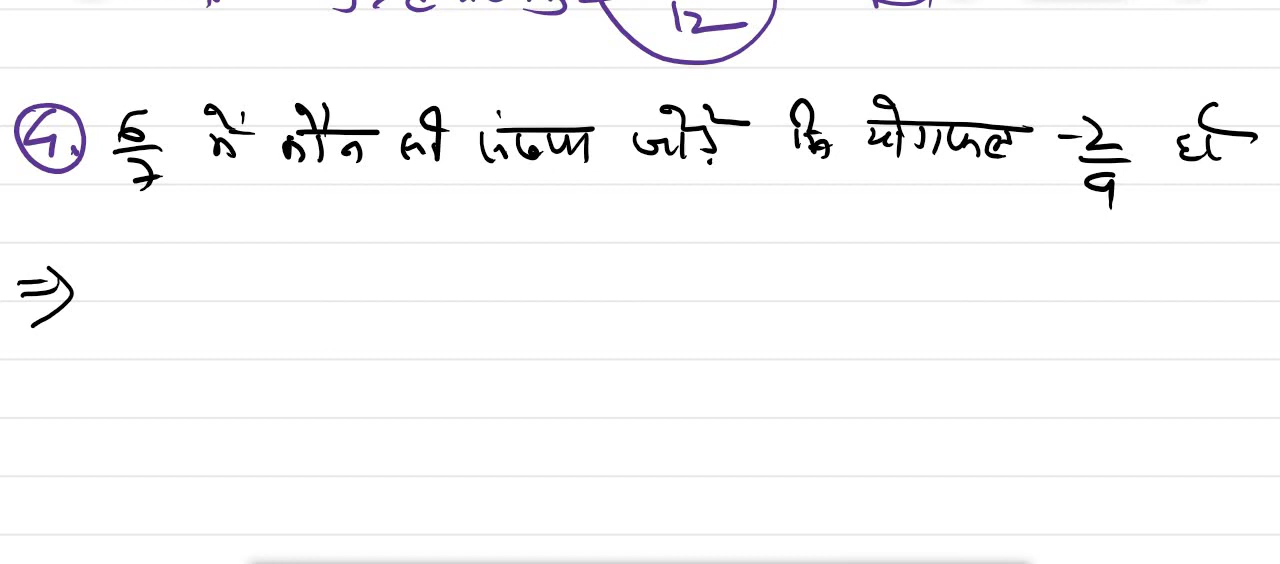 12
4. 6/7 में कौन सी संख्या जोड़े कि योगफल -2/9 हो
⇒